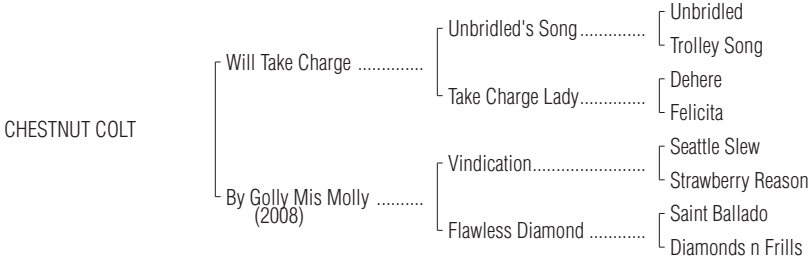 Unbridled
Unbridled's Song..............
Trolley Song
Will Take Charge ..............
Dehere
Take Charge Lady..............
Felicita
CHESTNUT COLT
Seattle Slew
Vindication........................
Strawberry Reason
By Golly Mis Molly ..........
(2008)
Saint Ballado
Flawless Diamond ............
Diamonds n Frills